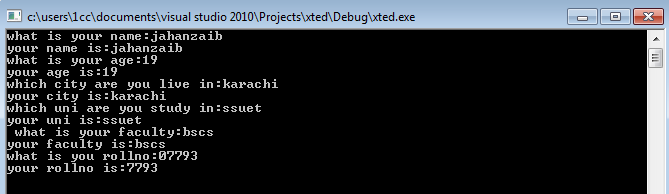 c:\users\1cc\documents\visual studio 2010\Projects\xted\Debug\xted.exe
what is your name:jahanzaib
your name is:jahanzaib
what is your age:19
your age is:19
which city are you live in:karachi
your city is:karachi
which uni are you study in:ssuet
your uni is:ssuet
what is your faculty:bscs
your faculty is:bscs
what is you rollno:07793
your rollno is:7793